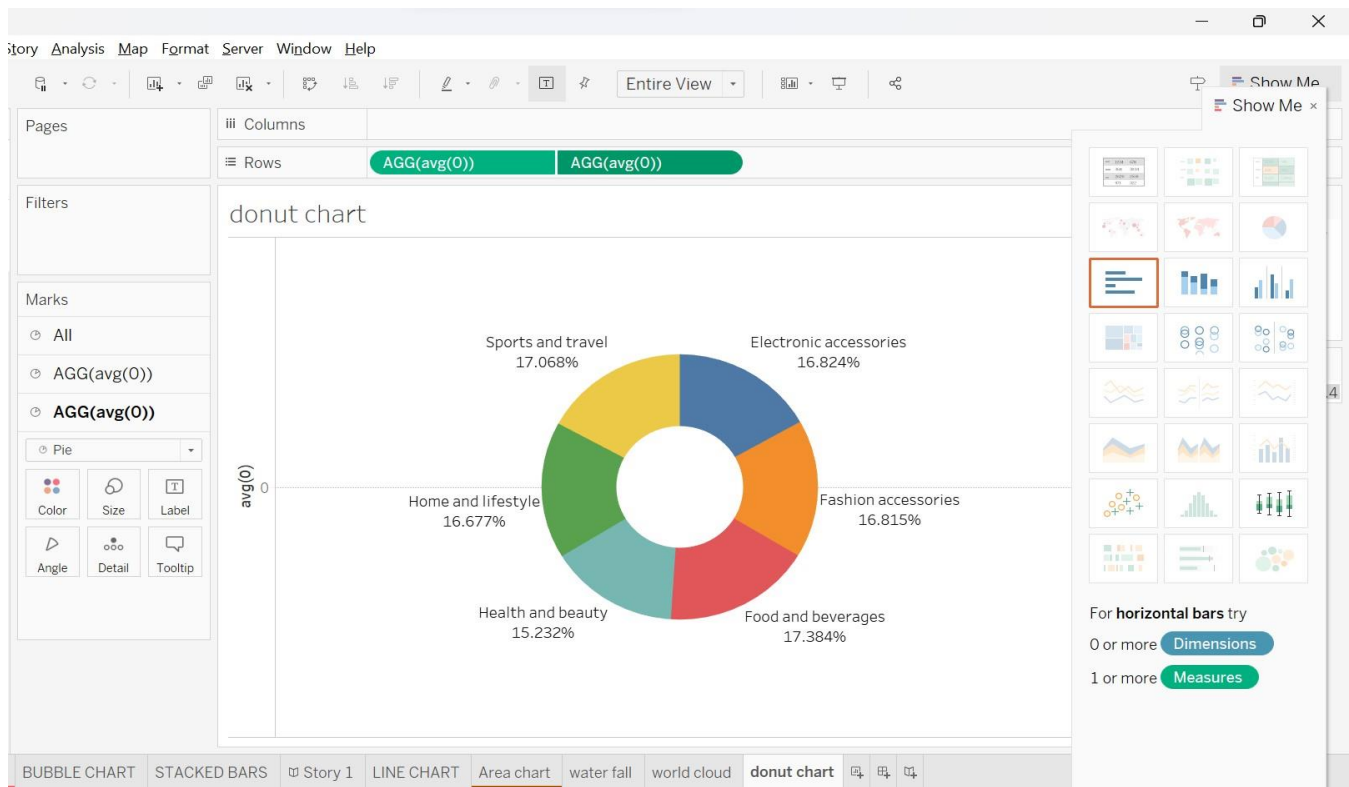 Story Analysis Map Format Server Window Help
Entire View
Show Me
Show Me ×
Pages
iii Columns
Rows
AGG(avg(0)) AGG(avg(0))
Filters
donut chart
Marks
All
AGG(avg(0))
AGG(avg(0))
Pie
Color Size Label
Angle Detail Tooltip
avg(0)
0
Sports and travel
17.068%
Electronic accessories
16.824%
Home and lifestyle
16.677%
Fashion accessories
16.815%
Health and beauty
15.232%
Food and beverages
17.384%
For horizontal bars try
0 or more Dimensions
1 or more Measures
BUBBLE CHART STACKED BARS Story 1 LINE CHART Area chart water fall world cloud donut chart